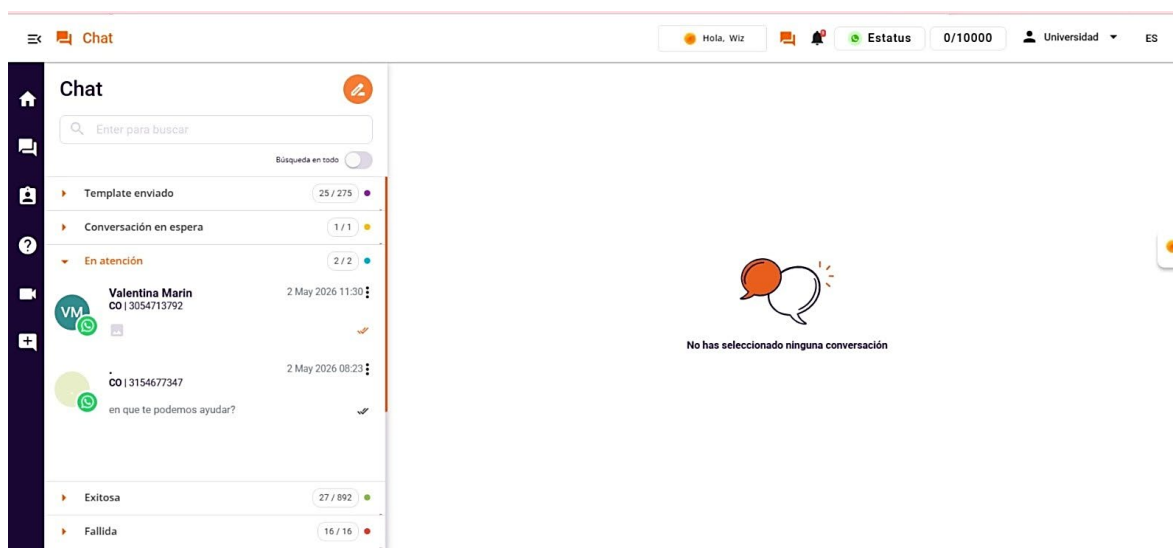 Chat
Hola, Wiz
Estatus
0/10000
Universidad
ES
Chat
Enter para buscar
Búsqueda en todo
Template enviado 25 / 275
Conversación en espera 1 / 1
En atención 2 / 2
VM
Valentina Marin 2 May 2026 11:30
CO | 3054713792
. 2 May 2026 08:23
CO | 3154677347
en que te podemos ayudar?
Exitosa 27 / 892
Fallida 16 / 16
No has seleccionado ninguna conversación